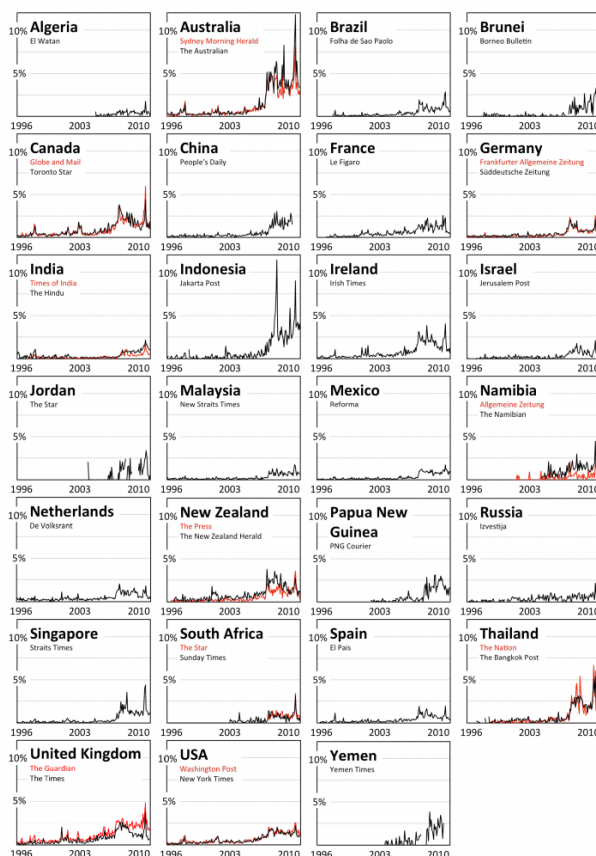 10% Algeria
El Watan
5%
1996 2003 2010
10% Australia
Sydney Morning Herald
The Australian
5%
1996 2003 2010
10% Brazil
Folha de Sao Paolo
5%
1996 2003 2010
10% Brunei
Borneo Bulletin
5%
1996 2003 2010
10% Canada
Globe and Mail
Toronto Star
5%
1996 2003 2010
10% China
People's Daily
5%
1996 2003 2010
10% France
Le Figaro
5%
1996 2003 2010
10% Germany
Frankfurter Allgemeine Zeitung
Süddeutsche Zeitung
5%
1996 2003 2010
10% India
Times of India
The Hindu
5%
1996 2003 2010
10% Indonesia
Jakarta Post
5%
1996 2003 2010
10% Ireland
Irish Times
5%
1996 2003 2010
10% Israel
Jerusalem Post
5%
1996 2003 2010
10% Jordan
The Star
5%
1996 2003 2010
10% Malaysia
New Straits Times
5%
1996 2003 2010
10% Mexico
Reforma
5%
1996 2003 2010
10% Namibia
Allgemeine Zeitung
The Namibian
5%
1996 2003 2010
10% Netherlands
De Volksrant
5%
1996 2003 2010
10% New Zealand
The Press
The New Zealand Herald
5%
1996 2003 2010
10% Papua New
Guinea
PNG Courier
5%
1996 2003 2010
10% Russia
Izvestija
5%
1996 2003 2010
10% Singapore
Straits Times
5%
1996 2003 2010
10% South Africa
The Star
Sunday Times
5%
1996 2003 2010
10% Spain
El Pais
5%
1996 2003 2010
10% Thailand
The Nation
The Bangkok Post
5%
1996 2003 2010
10% United Kingdom
The Guardian
The Times
5%
1996 2003 2010
10% USA
Washington Post
New York Times
5%
1996 2003 2010
10% Yemen
Yemen Times
5%
1996 2003 2010